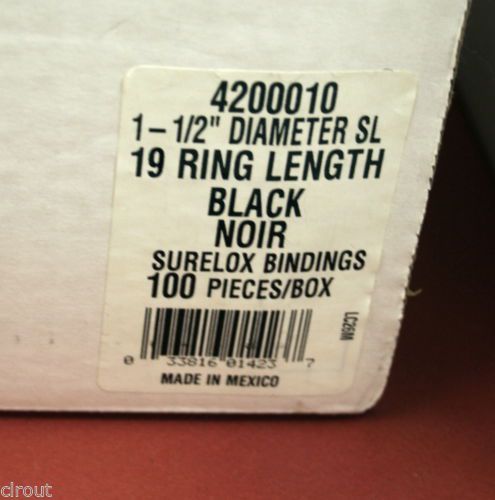 4200010
1-1/2" DIAMETER SL
19 RING LENGTH
BLACK
NOIR
SURELOX BINDINGS
100 PIECES/BOX
LC26M
0 33816 01423 7
MADE IN MEXICO
clrout